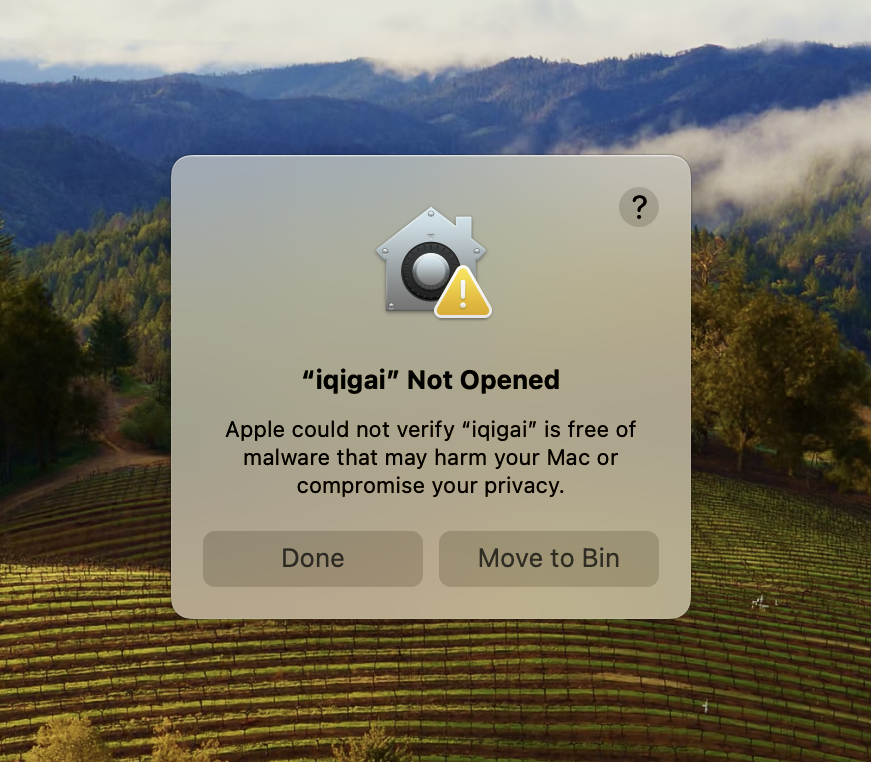 ?
“iqigai” Not Opened
Apple could not verify “iqigai” is free of
malware that may harm your Mac or
compromise your privacy.
Done
Move to Bin